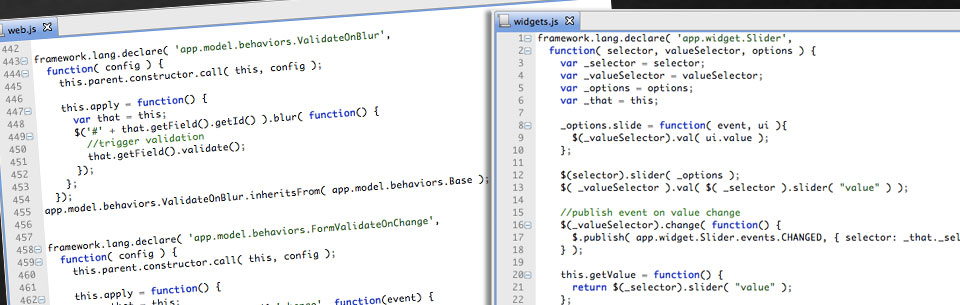 web.js
442
443 framework.lang.declare( 'app.model.behaviors.ValidateOnBlur',
444 function( config ) {
445 this.parent.constructor.call( this, config );
446
447 this.apply = function() {
448 var that = this;
449 $('#' + that.getField().getId() ).blur( function() {
450 //trigger validation
451 that.getField().validate();
452 });
453 };
454 });
455 app.model.behaviors.ValidateOnBlur.inheritsFrom( app.model.behaviors.Base );
456
457
458 framework.lang.declare( 'app.model.behaviors.FormValidateOnChange',
459 function( config ) {
460 this.parent.constructor.call( this, config );
461
462 this.apply = function() {
that = this;
function(event) {
widgets.js
1 framework.lang.declare( 'app.widget.Slider',
2 function( selector, valueSelector, options ) {
3 var _selector = selector;
4 var _valueSelector = valueSelector;
5 var _options = options;
6 var _that = this;
7
8 _options.slide = function( event, ui ){
9 $(_valueSelector).val( ui.value );
10 };
11
12 $(selector).slider( _options );
13 $( _valueSelector ).val( $( _selector ).slider( "value" ) );
14
15 //publish event on value change
16 $(_valueSelector).change( function() {
17 $.publish( app.widget.Slider.events.CHANGED, { selector: _that._sel
18 } );
19
20 this.getValue = function() {
21 return $(_selector).slider( "value" );
22 };